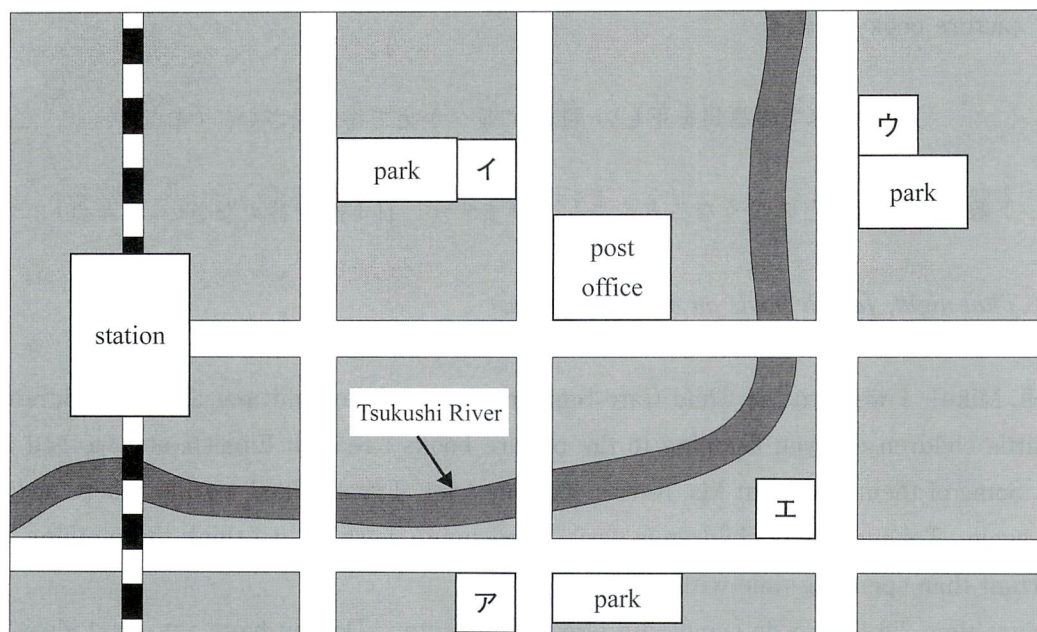 park
イ
ウ
park
post
office
station
Tsukushi River
エ
ア
park